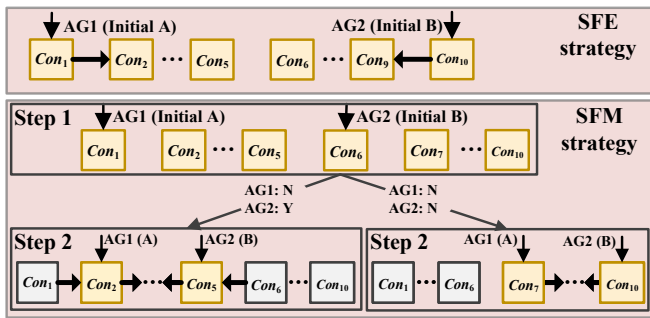 AG1 (Initial A) AG2 (Initial B) SFE
strategy
Con1 Con2 ··· Con5 Con6 ··· Con9 Con10
Step 1 AG1 (Initial A) AG2 (Initial B) SFM
strategy
Con1 Con2 ··· Con5 Con6 Con7 ··· Con10
AG1: N AG1: N
AG2: Y AG2: N
Step 2 AG1 (A) AG2 (B) Step 2 AG1 (A) AG2 (B)
Con1 Con2 ··· Con5 Con6 ··· Con10 Con1 ··· Con6 Con7 ··· Con10